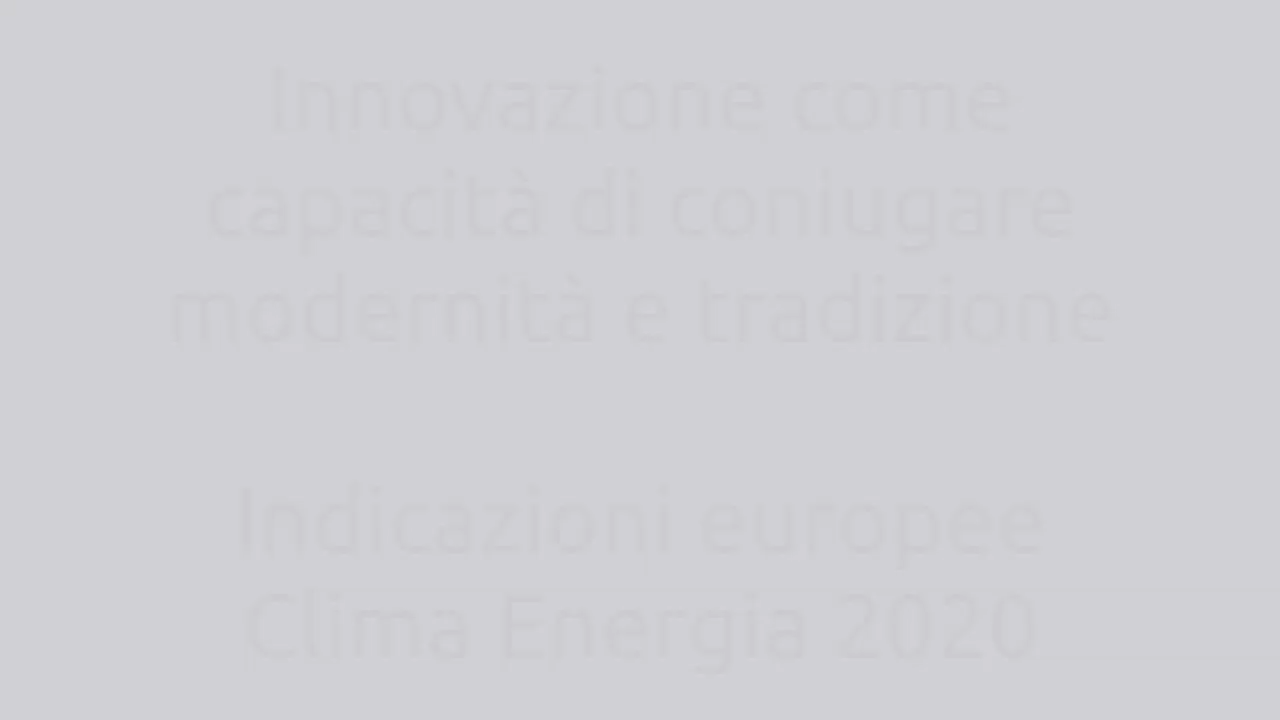 Innovazione come
capacità di coniugare
modernità e tradizione
Indicazioni europee
Clima Energia 2020